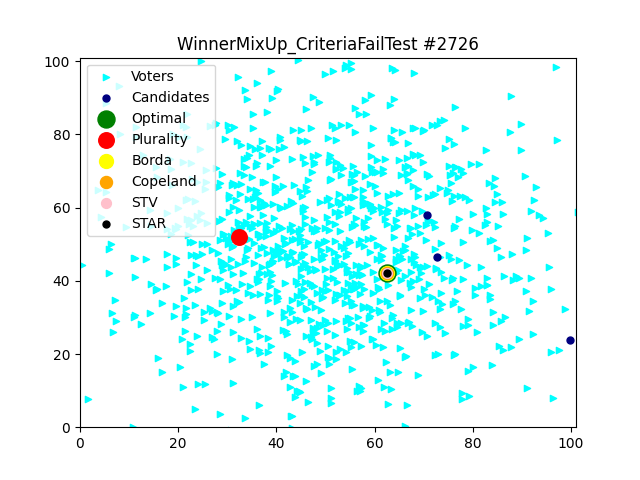 WinnerMixUp_CriteriaFailTest #2726
100
80
60
40
20
0
Voters
Candidates
Optimal
Plurality
Borda
Copeland
STV
STAR
0 20 40 60 80 100